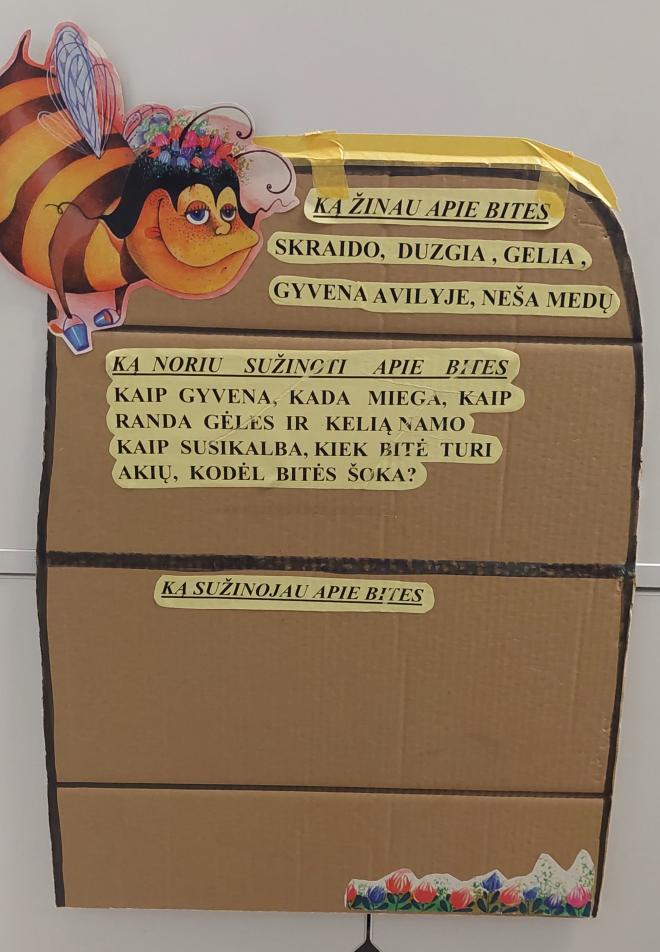 KĄ ŽINAU APIE BITES
SKRAIDO, DUZGIA, GELIA,
GYVENA AVILYJE, NEŠA MEDŲ
KĄ NORIU SUŽINOTI APIE BITES
KAIP GYVENA, KADA MIEGA, KAIP
RANDA GĖLES IR KELIĄ NAMO
KAIP SUSIKALBA, KIEK BITĖ TURI
AKIŲ, KODĖL BITĖS ŠOKA?
KĄ SUŽINOJAU APIE BITES